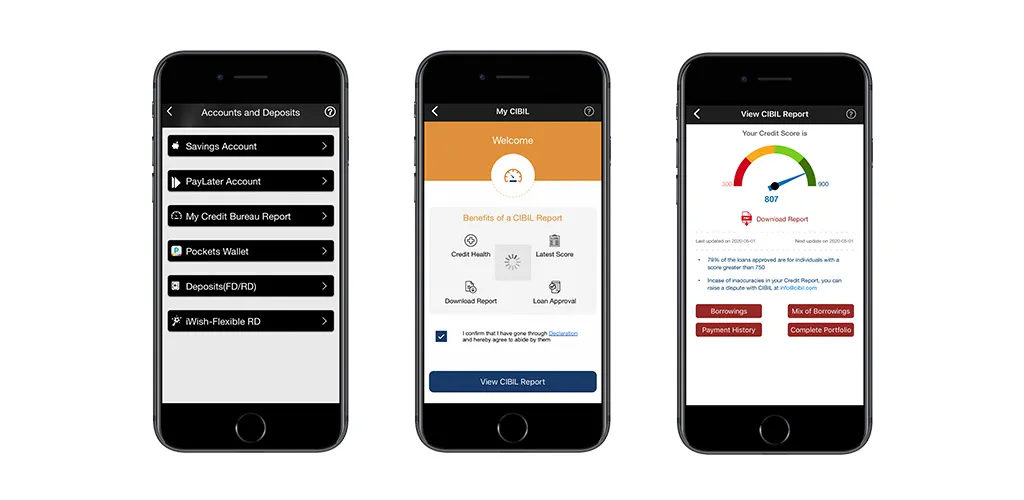 Accounts and Deposits
Savings Account
PayLater Account
My Credit Bureau Report
Pockets Wallet
Deposits(FD/RD)
iWish-Flexible RD
My CIBIL
Welcome
Benefits of a CIBIL Report
Credit Health
Latest Score
Download Report
Loan Approval
I confirm that I have gone through Declaration
and hereby agree to abide by them
View CIBIL Report
View CIBIL Report
Your Credit Score is
300
900
807
Download Report
Last updated on 2020-06-01
Next update on
79% of the loans approved are for individuals with a
score greater than 750
Incase of inaccuracies in your Credit Report, you can
raise a dispute with CIBIL at info@cibil.com
Borrowings
Mix of Borrowings
Payment History
Complete Portfolio